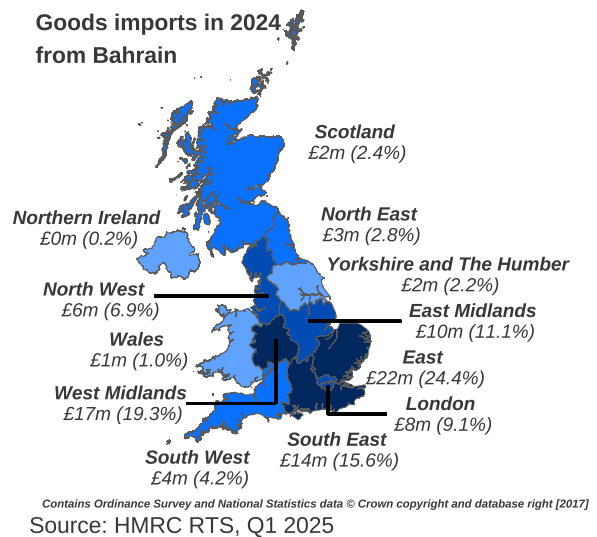 Goods imports in 2024
from Bahrain
Scotland
£2m (2.4%)
Northern Ireland
£0m (0.2%)
North East
£3m (2.8%)
Yorkshire and The Humber
£2m (2.2%)
North West
£6m (6.9%)
East Midlands
£10m (11.1%)
Wales
£1m (1.0%)
East
£22m (24.4%)
West Midlands
£17m (19.3%)
London
£8m (9.1%)
South East
£14m (15.6%)
South West
£4m (4.2%)
Contains Ordinance Survey and National Statistics data © Crown copyright and database right [2017]
Source: HMRC RTS, Q1 2025